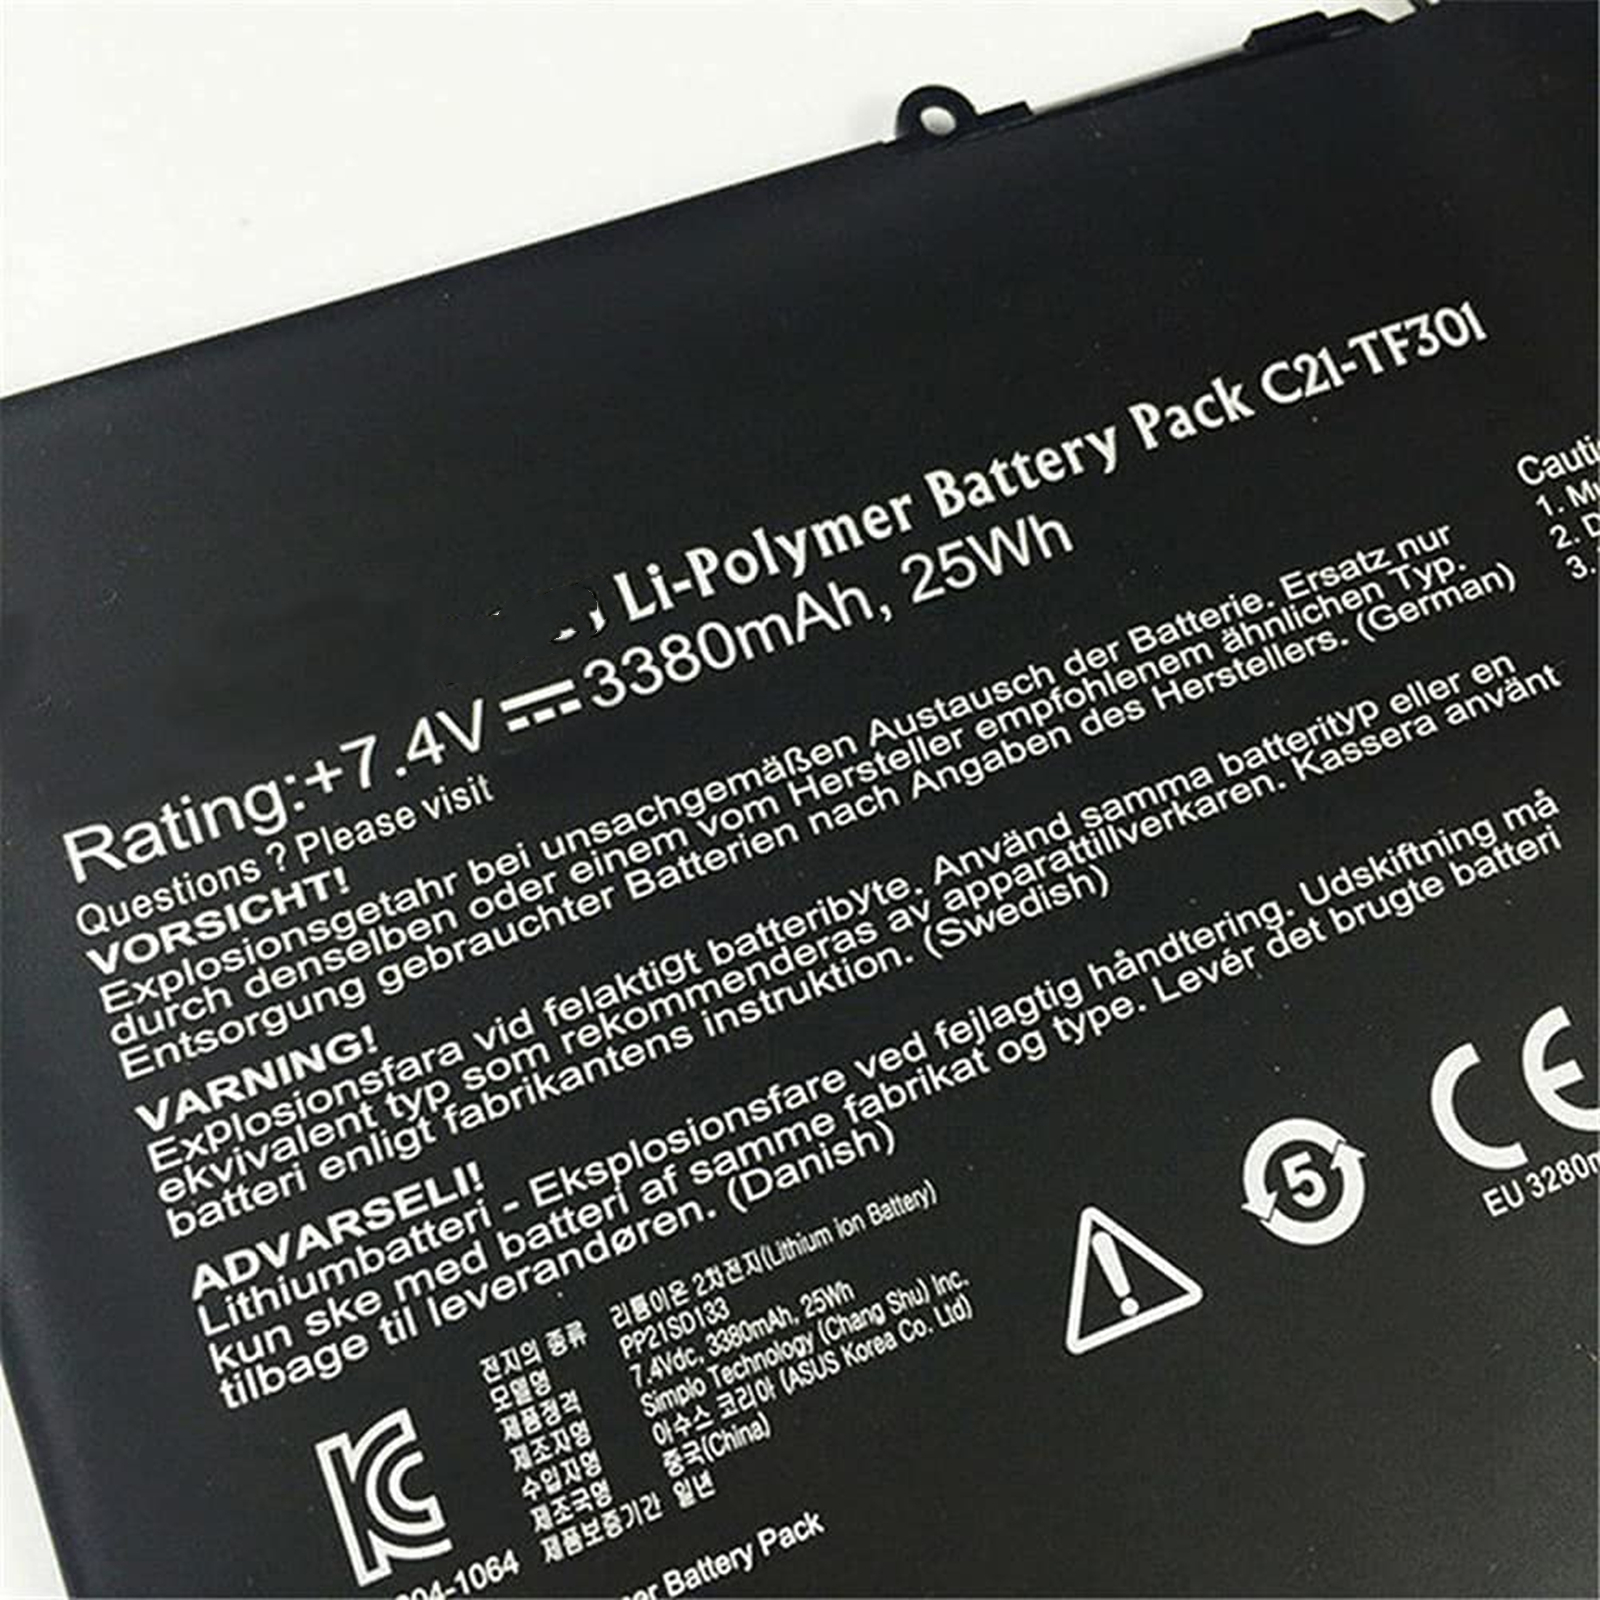 Li-Polymer Battery Pack C21-TF301
Rating:+7.4V⎓3380mAh, 25Wh
Questions ? Please visit
VORSICHT!
Explosionsgetahr bei unsachgemäßen Austausch der Batterie. Ersatz nur
durch denselben oder einem vom Hersteller empfohlenem ähnlichen Typ.
Entsorgung gebrauchter Batterien nach Angaben des Herstellers. (German)
VARNING!
Explosionsfara vid felaktigt batteribyte. Använd samma batterityp eller en
ekvivalent typ som rekommenderas av apparattillverkaren. Kassera använt
batteri enligt fabrikantens instruktion. (Swedish)
ADVARSELI!
Lithiumbatteri - Eksplosionsfare ved fejlagtig håndtering. Udskiftning må
kun ske med batteri af samme fabrikat og type. Levér det brugte batteri
tilbage til leverandøren. (Danish)
전지의 종류 리튬이온 2차전지(Lithium ion Battery)
모델명 PP21SD133
제품정격 7.4Vdc, 3380mAh, 25Wh
제조자명 Simplo Technology (Chang Shu) Inc.
수입자명 아수스 코리아 (ASUS Korea Co. Ltd)
제조국명 중국(China)
제품보증기간 일년
04-1064
Battery Pack
1.
2. D
3.
5
CE
EU 3280